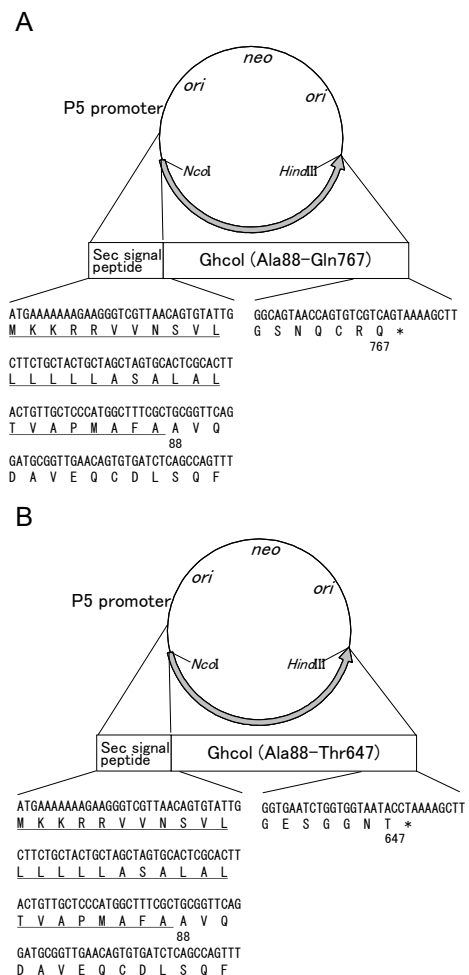 A
neo
ori
ori
P5 promoter
NcoI
HindIII
Sec signal
peptide
Ghcol (Ala88-Gln767)
ATGAAAAAAAGAAGGGTCGTTAACAGTGTATTG
M K K R R V V N S V L
CTTCTGCTACTGCTAGCTAGTGCACTCGCACTT
L L L L L A S A L A L
ACTGTTGCTCCCATGGCTTTCGCTGCGGTTCAG
T V A P M A F A A V Q
88
GATGCGGTTGAACAGTGTGATCTCAGCCAGTTT
D A V E Q C D L S Q F
GGCAGTAACCAGTGTCGTCAGTAAAAGCTT
G S N Q C R Q *
767
B
neo
ori
ori
P5 promoter
NcoI
HindIII
Sec signal
peptide
Ghcol (Ala88-Thr647)
ATGAAAAAAAGAAGGGTCGTTAACAGTGTATTG
M K K R R V V N S V L
CTTCTGCTACTGCTAGCTAGTGCACTCGCACTT
L L L L L A S A L A L
ACTGTTGCTCCCATGGCTTTCGCTGCGGTTCAG
T V A P M A F A A V Q
88
GATGCGGTTGAACAGTGTGATCTCAGCCAGTTT
D A V E Q C D L S Q F
GGTGAATCTGGTGGTAATACCTAAAAGCTT
G E S G G N T *
647